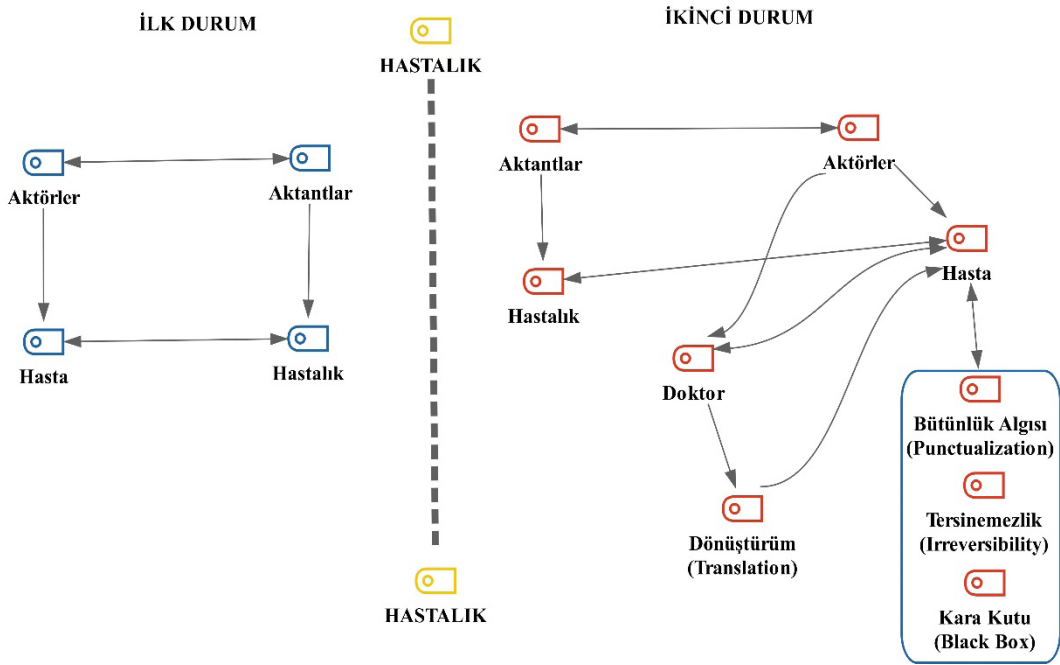 İLK DURUM
Aktörler
Aktantlar
Hasta
Hastalık
HASTALIK
HASTALIK
İKİNCİ DURUM
Aktantlar
Aktörler
Hasta
Hastalık
Doktor
Dönüştürüm
(Translation)
Bütünlük Algısı
(Punctualization)
Tersinemezlik
(Irreversibility)
Kara Kutu
(Black Box)